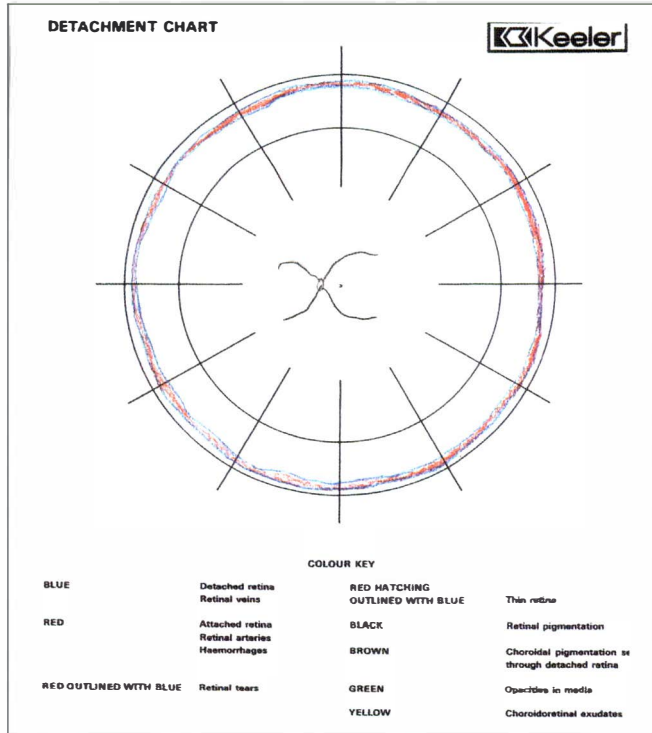 DETACHMENT CHART
Keeler
COLOUR KEY
BLUE
Detached retina
Retinal veins
RED
Attached retina
Retinal arteries
Haemorrhages
RED OUTLINED WITH BLUE
Retinal tears
RED HATCHING
OUTLINED WITH BLUE
Thin retina
BLACK
Retinal pigmentation
BROWN
Choroidal pigmentation se
through detached retina
GREEN
Opacities in media
YELLOW
Choroidoretinal exudates